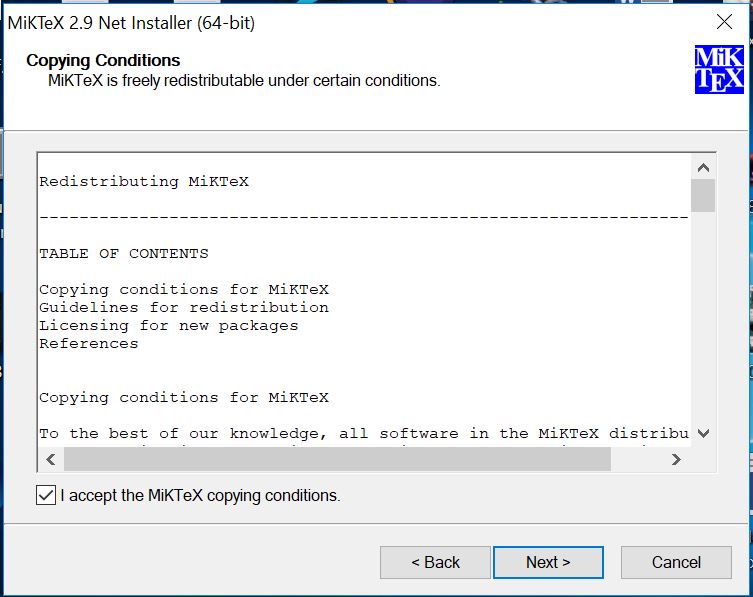 MiKTeX 2.9 Net Installer (64-bit)
Copying Conditions
MiKTeX is freely redistributable under certain conditions.
MiK
TEX
Redistributing MiKTeX
-----------------------------------------------------------------
TABLE OF CONTENTS
Copying conditions for MiKTeX
Guidelines for redistribution
Licensing for new packages
References
Copying conditions for MiKTeX
To the best of our knowledge, all software in the MiKTeX distribu
I accept the MiKTeX copying conditions.
< Back
Next >
Cancel